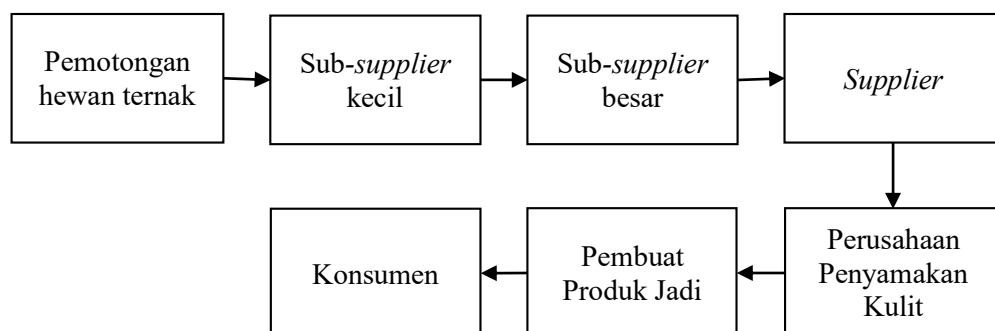 Pemotongan
hewan ternak
Sub-supplier
kecil
Sub-supplier
besar
Supplier
Perusahaan
Penyamakan
Kulit
Pembuat
Produk Jadi
Konsumen